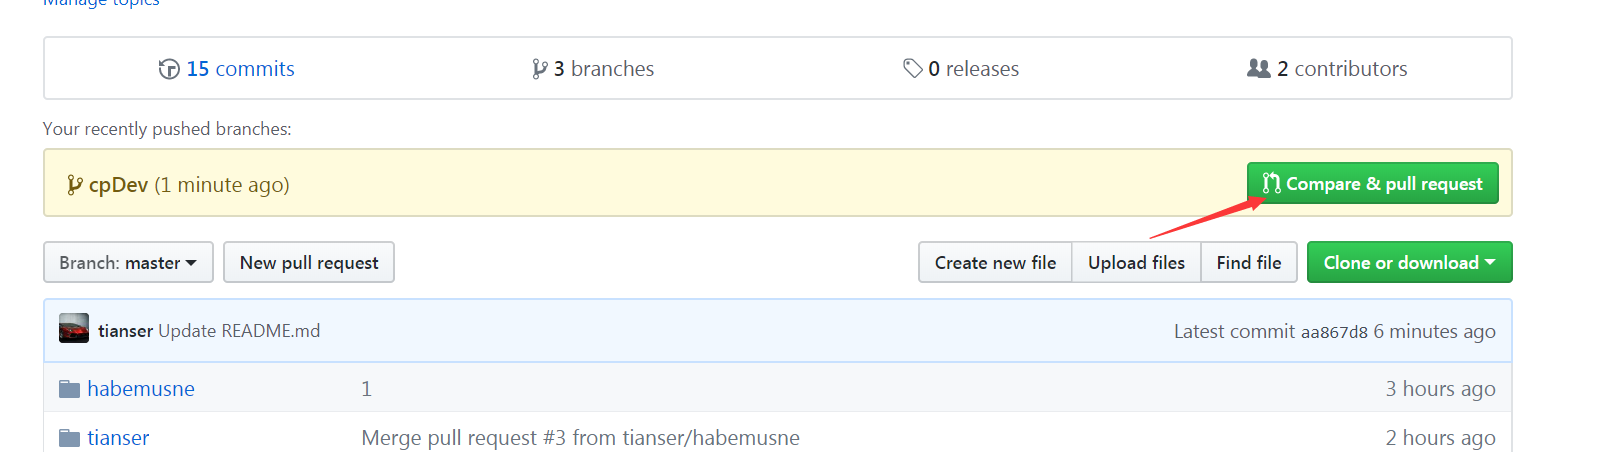 Manage topics
15 commits
3 branches
0 releases
2 contributors
Your recently pushed branches:
cpDev (1 minute ago)
Compare & pull request
Branch: master
New pull request
Create new file
Upload files
Find file
Clone or download
tianser Update README.md
Latest commit aa867d8 6 minutes ago
habemusne
1
3 hours ago
tianser
Merge pull request #3 from tianser/habemusne
2 hours ago